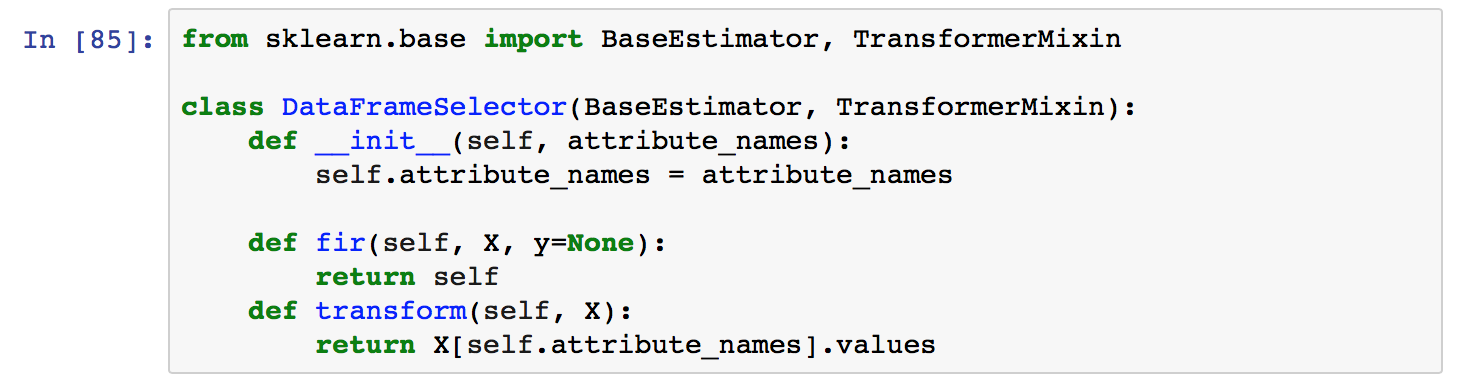 In [85]: from sklearn.base import BaseEstimator, TransformerMixin
class DataFrameSelector(BaseEstimator, TransformerMixin):
    def __init__(self, attribute_names):
        self.attribute_names = attribute_names
    def fir(self, X, y=None):
        return self
    def transform(self, X):
        return X[self.attribute_names].values